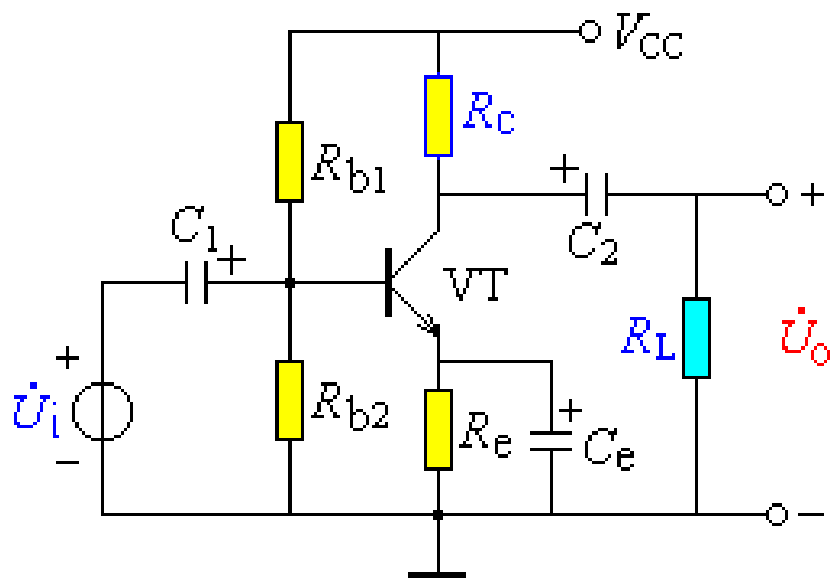 V_CC
R_c
R_b1
+
C_1
+
C_2
+
VT
R_L
U̇_o
+
U̇_i
−
R_b2
R_e
+
C_e
−